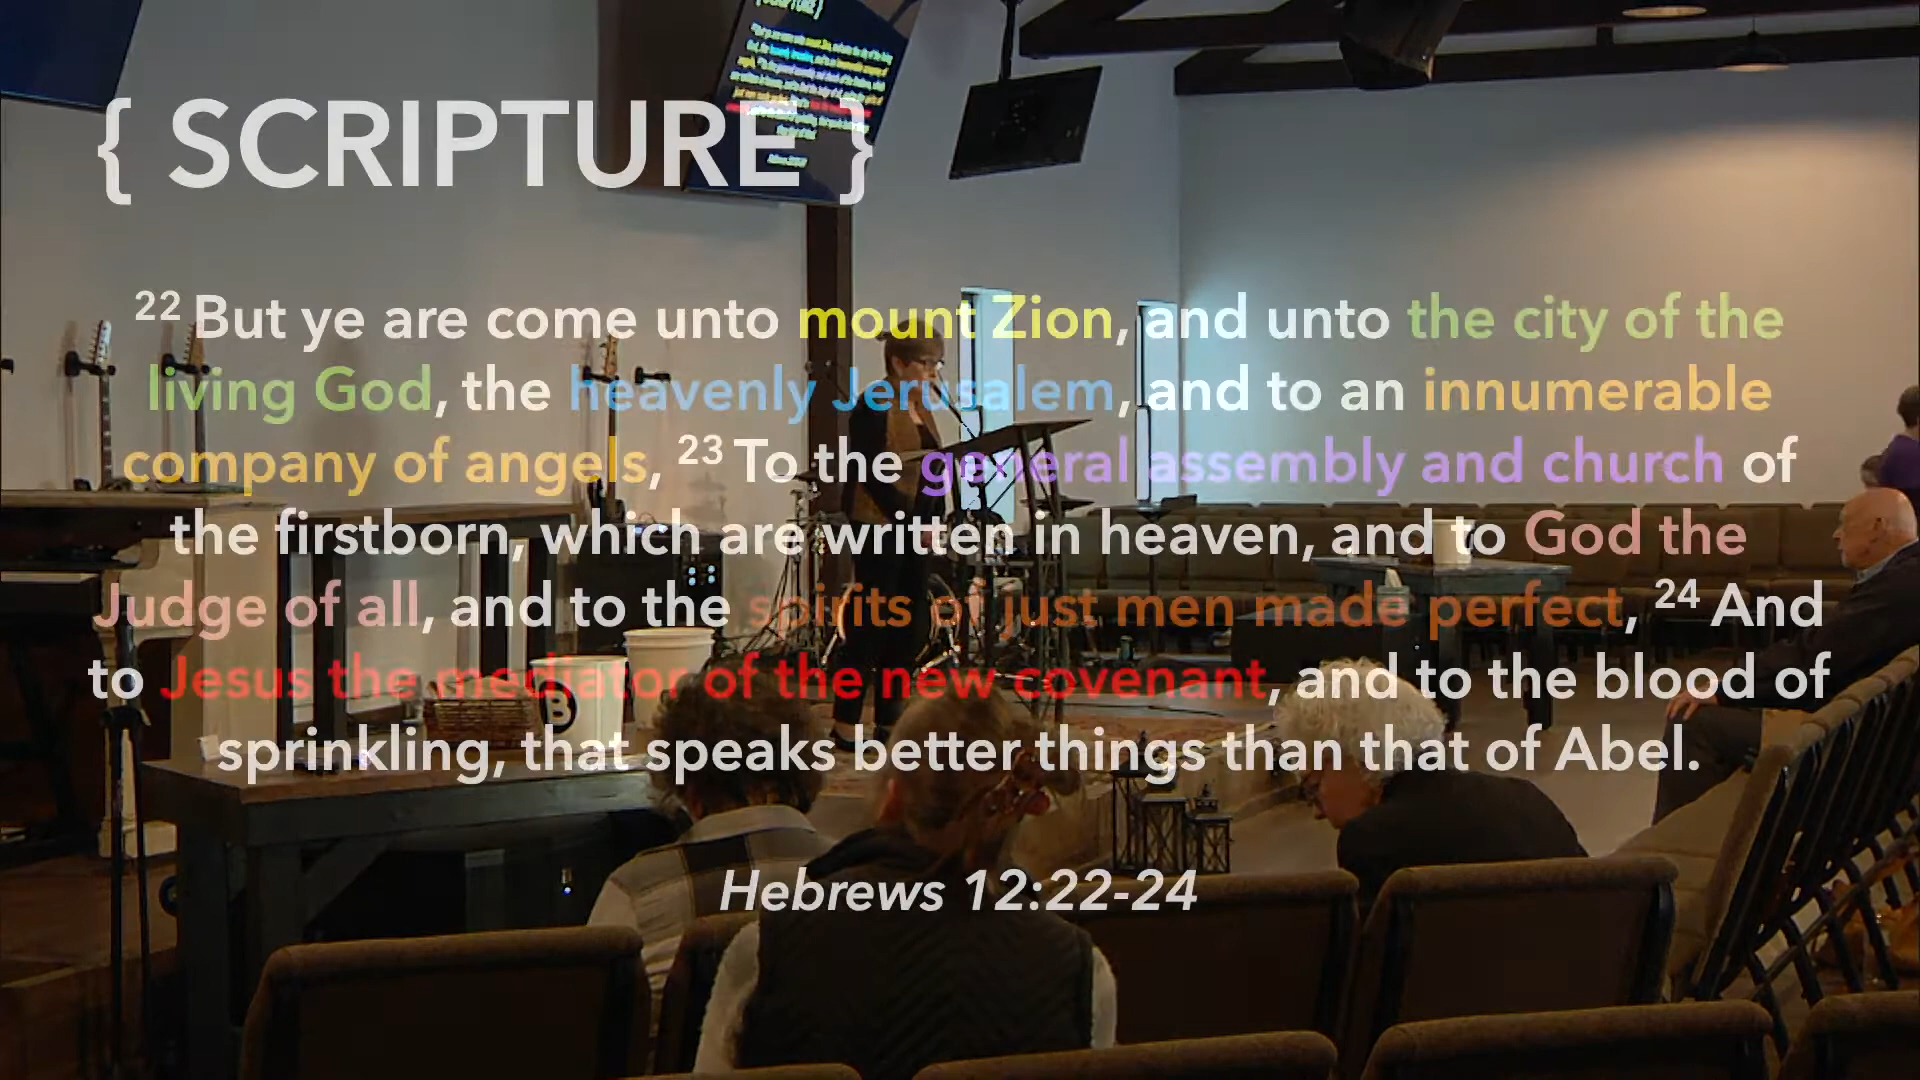 { SCRIPTURE }
22 But ye are come unto mount Zion, and unto the city of the
living God, the heavenly Jerusalem, and to an innumerable
company of angels, 23 To the general assembly and church of
the firstborn, which are written in heaven, and to God the
Judge of all, and to the spirits of just men made perfect, 24 And
to Jesus the mediator of the new covenant, and to the blood of
sprinkling, that speaks better things than that of Abel.
Hebrews 12:22-24
B